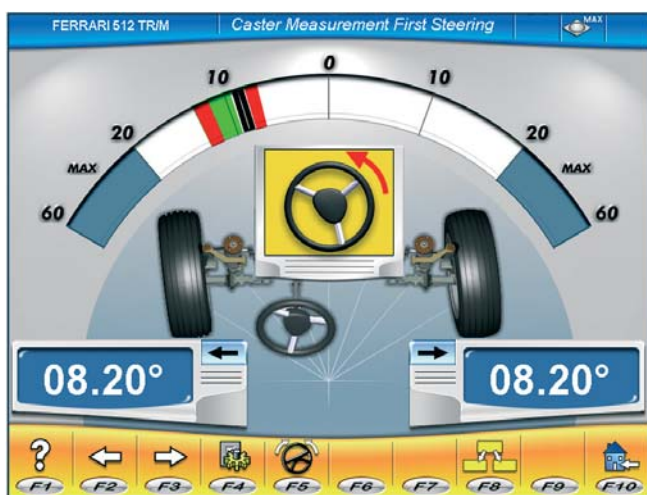 FERRARI 512 TR/M Caster Measurement First Steering MAX
10 0 10
20 20
MAX MAX
60 60
08.20° 08.20°
?
F1 F2 F3 F4 F5 F6 F7 F8 F9 F10